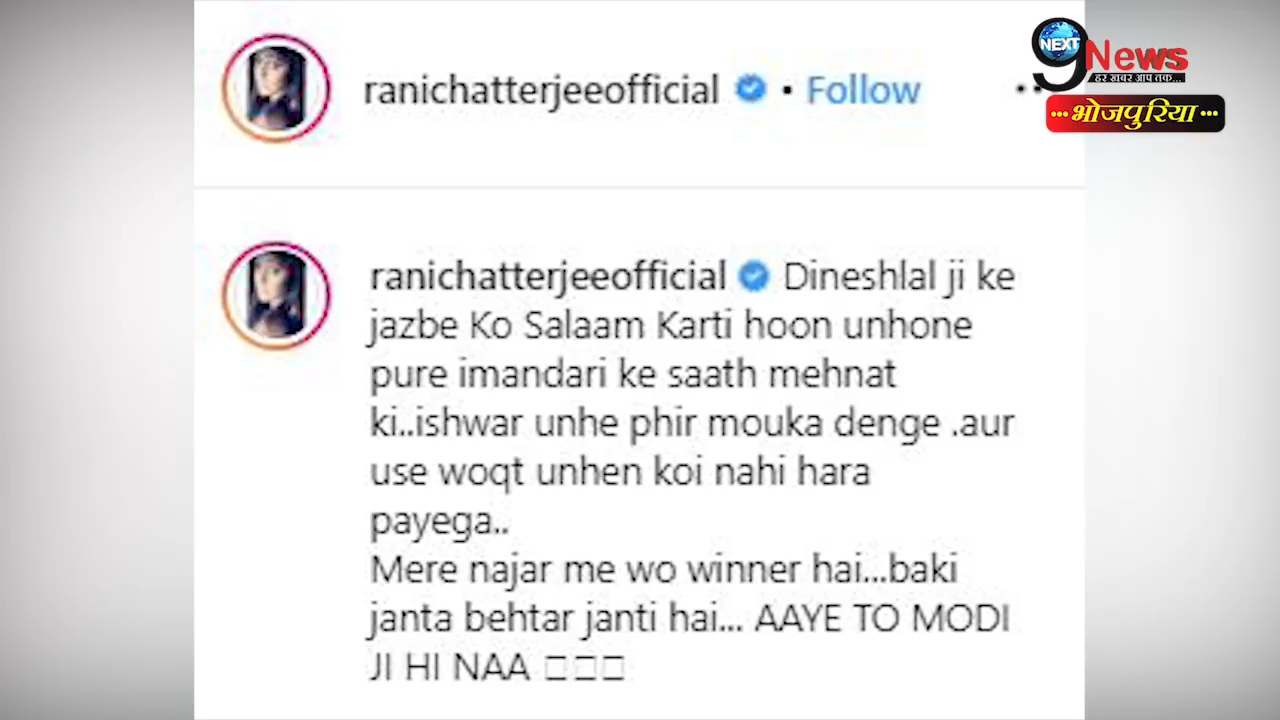 NEXT
9 News
हर खबर आप तक...
...भोजपुरिया...
ranichatterjeeofficial • Follow ..
ranichatterjeeofficial Dineshlal ji ke
jazbe Ko Salaam Karti hoon unhone
pure imandari ke saath mehnat
ki..ishwar unhe phir mouka denge .aur
use woqt unhen koi nahi hara
payega..
Mere najar me wo winner hai...baki
janta behtar janti hai... AAYE TO MODI
JI HI NAA □□□